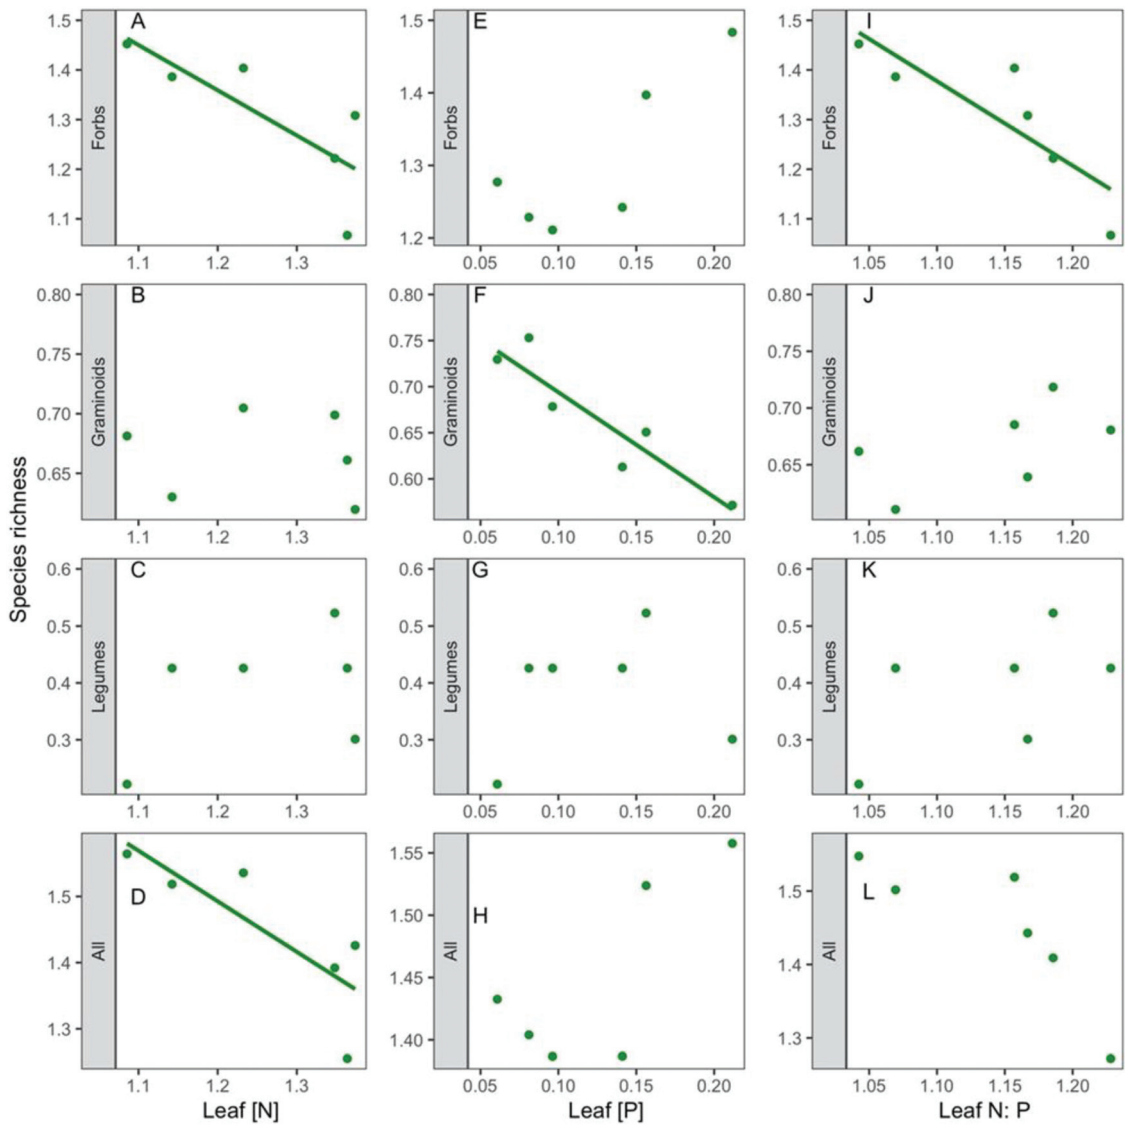 A
1.5
1.4
1.3
1.2
1.1
Forbs
1.1 1.2 1.3
E
1.5
1.4
1.3
1.2
Forbs
0.05 0.10 0.15 0.20
I
1.5
1.4
1.3
1.2
1.1
Forbs
1.05 1.10 1.15 1.20
B
0.80
0.75
0.70
0.65
Graminoids
1.1 1.2 1.3
F
0.80
0.75
0.70
0.65
0.60
Graminoids
0.05 0.10 0.15 0.20
J
0.80
0.75
0.70
0.65
Graminoids
1.05 1.10 1.15 1.20
Species richness
C
0.6
0.5
0.4
0.3
Legumes
1.1 1.2 1.3
G
0.6
0.5
0.4
0.3
Legumes
0.05 0.10 0.15 0.20
K
0.6
0.5
0.4
0.3
Legumes
1.05 1.10 1.15 1.20
D
1.5
1.4
1.3
All
1.1 1.2 1.3
Leaf [N]
H
1.55
1.50
1.45
1.40
All
0.05 0.10 0.15 0.20
Leaf [P]
L
1.5
1.4
1.3
All
1.05 1.10 1.15 1.20
Leaf N: P